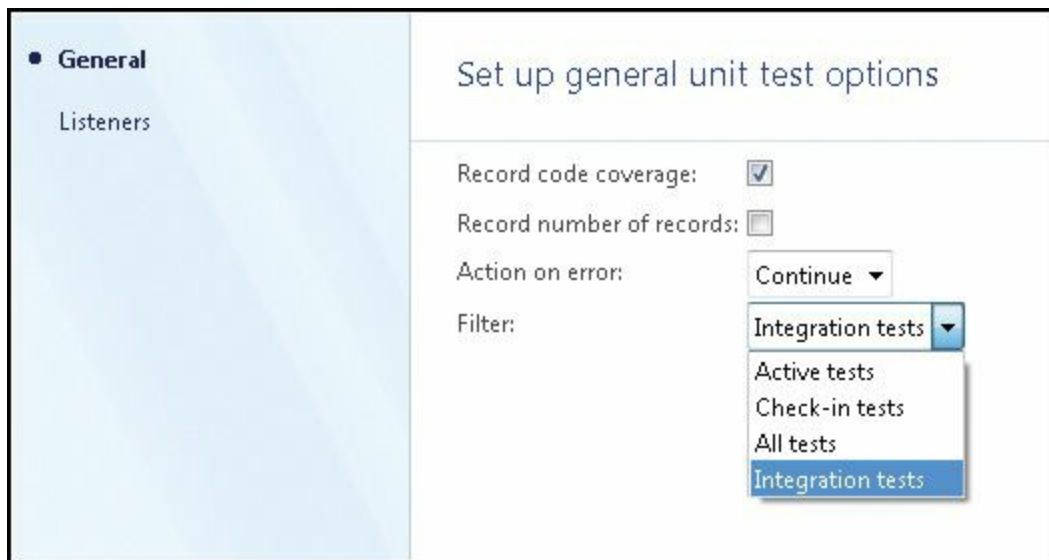 General
Listeners
Set up general unit test options
Record code coverage:
Record number of records:
Action on error: Continue
Filter: Integration tests
Active tests
Check-in tests
All tests
Integration tests